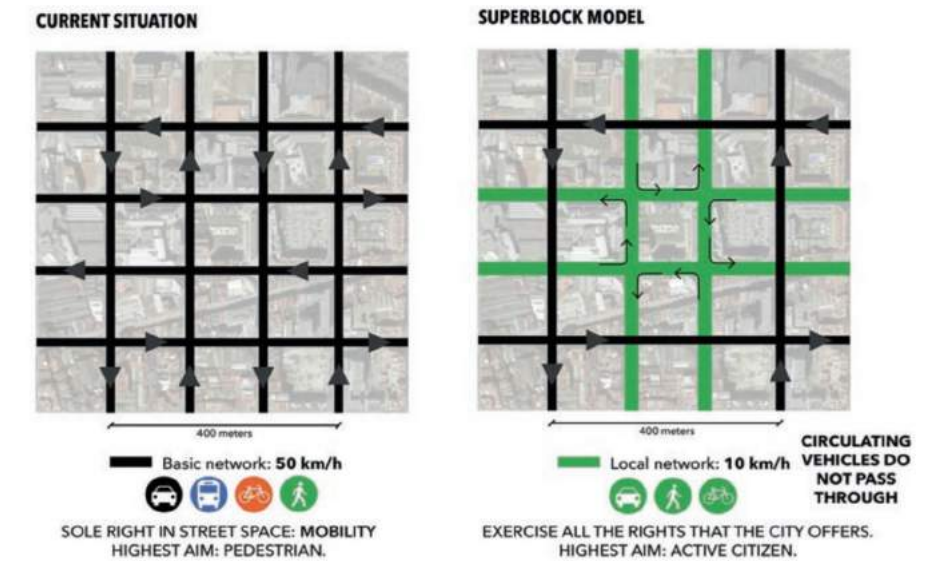 CURRENT SITUATION
400 meters
Basic network: 50 km/h
SOLE RIGHT IN STREET SPACE: MOBILITY
HIGHEST AIM: PEDESTRIAN.
SUPERBLOCK MODEL
400 meters
Local network: 10 km/h
CIRCULATING
VEHICLES DO
NOT PASS
THROUGH
EXERCISE ALL THE RIGHTS THAT THE CITY OFFERS.
HIGHEST AIM: ACTIVE CITIZEN.